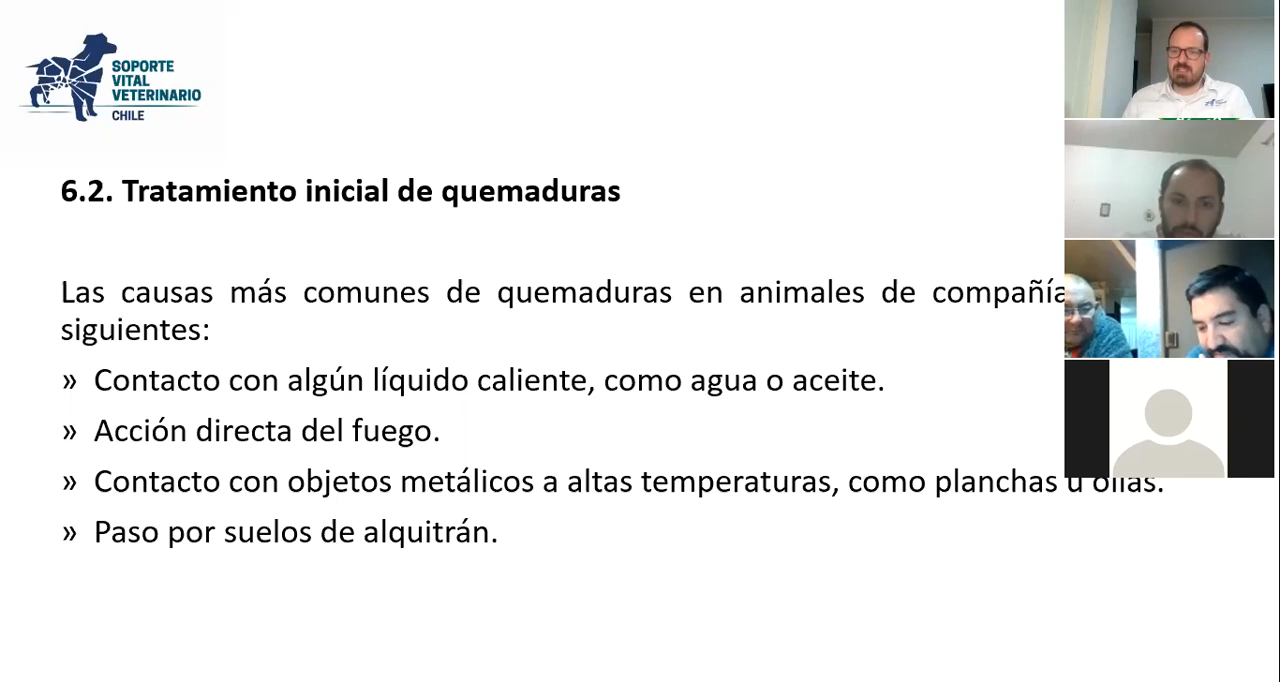 SOPORTE
VITAL
VETERINARIO
CHILE
6.2. Tratamiento inicial de quemaduras
Las causas más comunes de quemaduras en animales de compañía
siguientes:
» Contacto con algún líquido caliente, como agua o aceite.
» Acción directa del fuego.
» Contacto con objetos metálicos a altas temperaturas, como planchas u ollas.
» Paso por suelos de alquitrán.